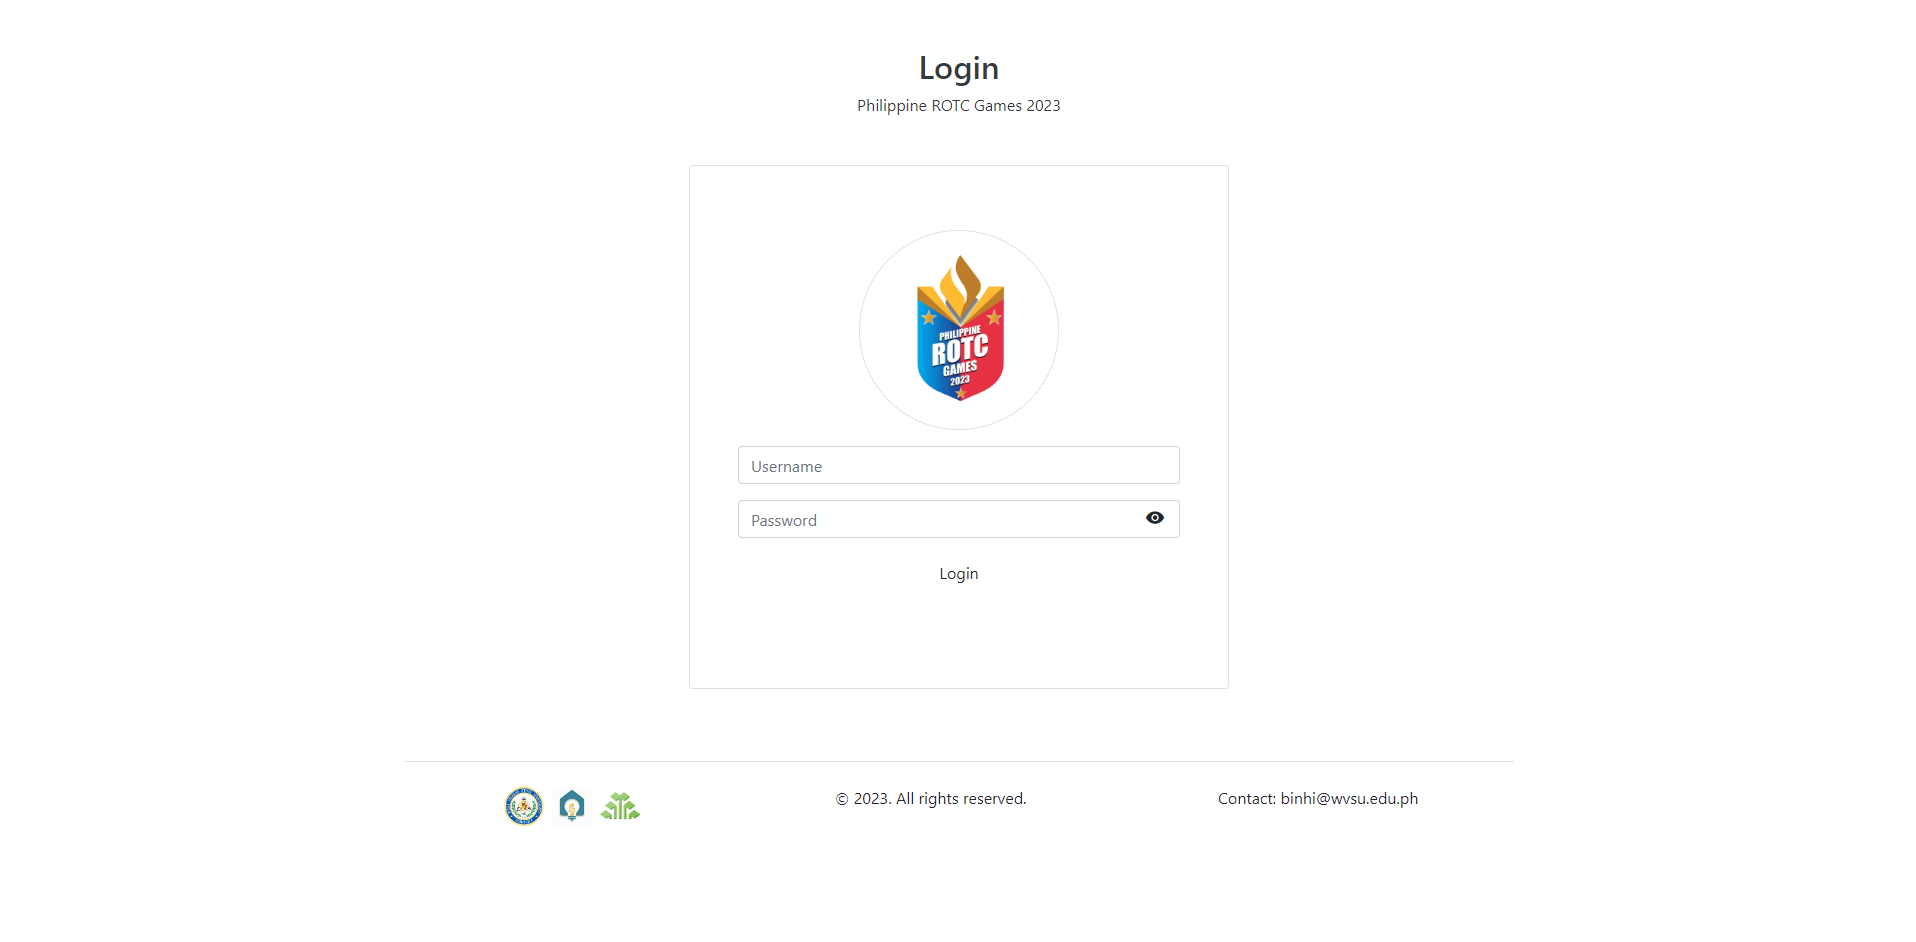 Login
Philippine ROTC Games 2023
PHILIPPINE
ROTC
GAMES
2023
Username
Password
Login
© 2023. All rights reserved.
Contact: binhi@wvsu.edu.ph